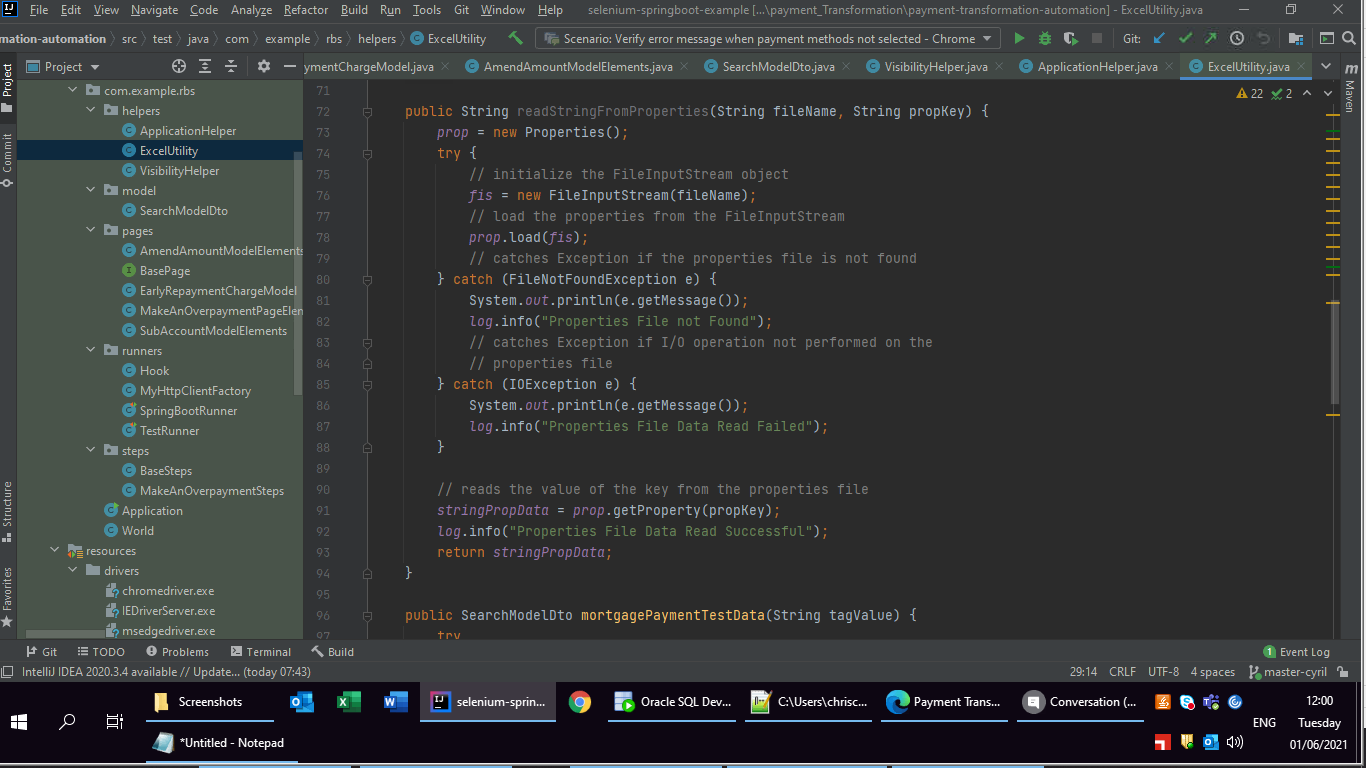 File Edit View Navigate Code Analyze Refactor Build Run Tools Git Window Help selenium-springboot-example [...\payment_Transformation\payment-transformation-automation] - ExcelUtility.java
mation-automation src test java com example rbs helpers ExcelUtility Scenario: Verify error message when payment methods not selected - Chrome Git:
Project ymentChargeModel.java AmendAmountModelElements.java SearchModelDto.java VisibilityHelper.java ApplicationHelper.java ExcelUtility.java
Project
Commit
Structure
Favorites
m Maven
com.example.rbs
helpers
ApplicationHelper
ExcelUtility
VisibilityHelper
model
SearchModelDto
pages
AmendAmountModelElements
BasePage
EarlyRepaymentChargeModel
MakeAnOverpaymentPageElem
SubAccountModelElements
runners
Hook
MyHttpClientFactory
SpringBootRunner
TestRunner
steps
BaseSteps
MakeAnOverpaymentSteps
Application
World
resources
drivers
chromedriver.exe
IEDriverServer.exe
msedgedriver.exe
22 2
71
72 public String readStringFromProperties(String fileName, String propKey) {
73 prop = new Properties();
74 try {
75 // initialize the FileInputStream object
76 fis = new FileInputStream(fileName);
77 // load the properties from the FileInputStream
78 prop.load(fis);
79 // catches Exception if the properties file is not found
80 } catch (FileNotFoundException e) {
81 System.out.println(e.getMessage());
82 log.info("Properties File not Found");
83 // catches Exception if I/O operation not performed on the
84 // properties file
85 } catch (IOException e) {
86 System.out.println(e.getMessage());
87 log.info("Properties File Data Read Failed");
88 }
89
90 // reads the value of the key from the properties file
91 stringPropData = prop.getProperty(propKey);
92 log.info("Properties File Data Read Successful");
93 return stringPropData;
94 }
95
96 public SearchModelDto mortgagePaymentTestData(String tagValue) {
97 try
Git TODO Problems Terminal Build 1 Event Log
IntelliJ IDEA 2020.3.4 available // Update... (today 07:43) 29:14 CRLF UTF-8 4 spaces master-cyril
Screenshots selenium-sprin... Oracle SQL Dev... C:\Users\chrisc... Payment Trans... Conversation (...
*Untitled - Notepad
ENG
12:00
Tuesday
01/06/2021